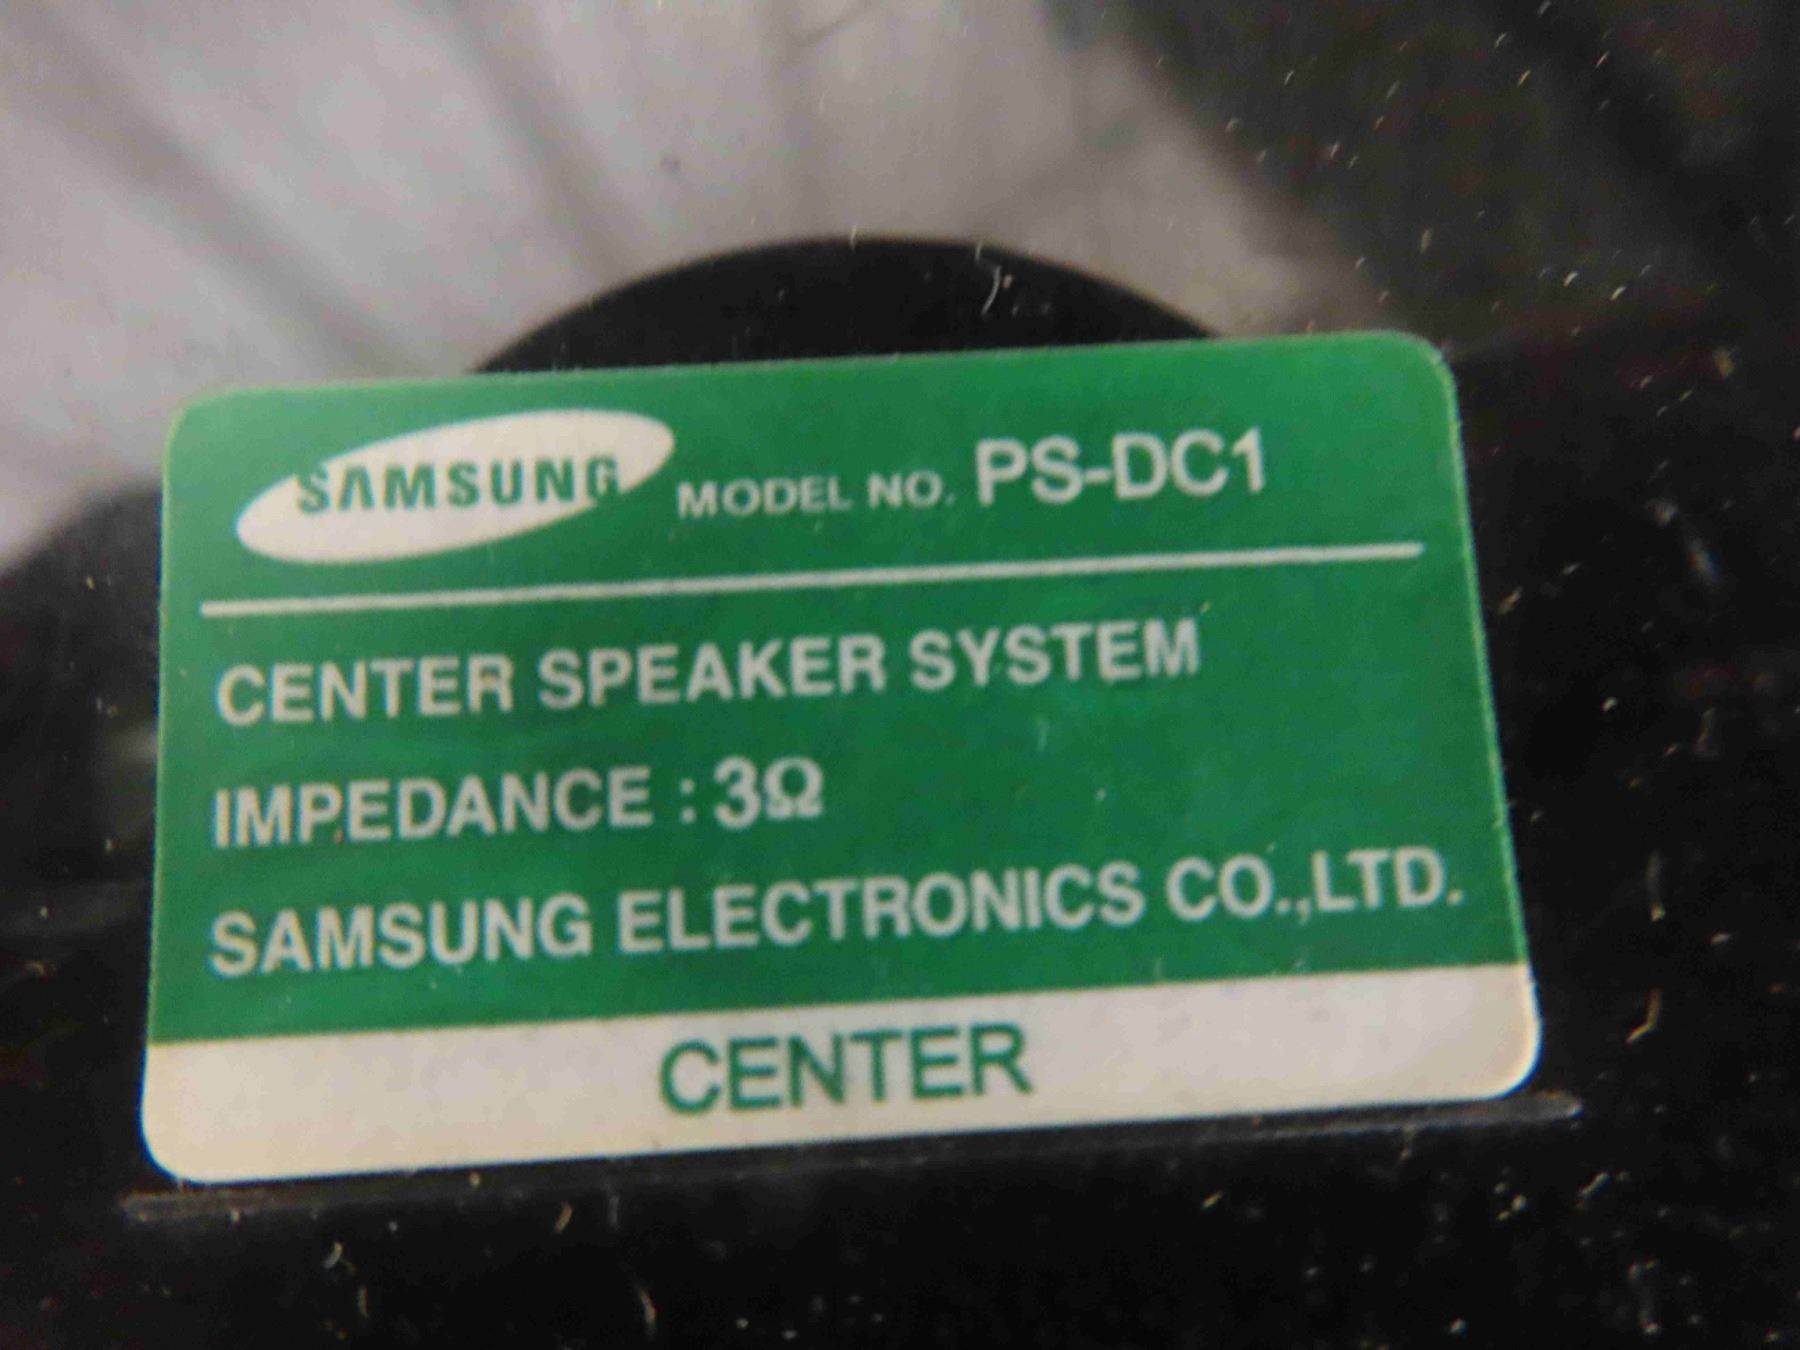 SAMSUNG MODEL NO. PS-DC1
CENTER SPEAKER SYSTEM
IMPEDANCE : 3Ω
SAMSUNG ELECTRONICS CO.,LTD.
CENTER